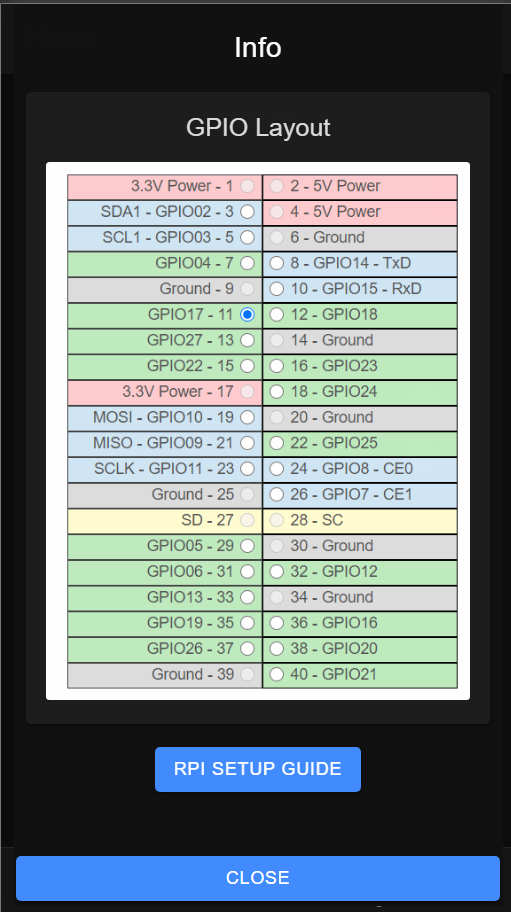 Info
GPIO Layout
3.3V Power - 1 2 - 5V Power
SDA1 - GPIO02 - 3 4 - 5V Power
SCL1 - GPIO03 - 5 6 - Ground
GPIO04 - 7 8 - GPIO14 - TxD
Ground - 9 10 - GPIO15 - RxD
GPIO17 - 11 12 - GPIO18
GPIO27 - 13 14 - Ground
GPIO22 - 15 16 - GPIO23
3.3V Power - 17 18 - GPIO24
MOSI - GPIO10 - 19 20 - Ground
MISO - GPIO09 - 21 22 - GPIO25
SCLK - GPIO11 - 23 24 - GPIO8 - CE0
Ground - 25 26 - GPIO7 - CE1
SD - 27 28 - SC
GPIO05 - 29 30 - Ground
GPIO06 - 31 32 - GPIO12
GPIO13 - 33 34 - Ground
GPIO19 - 35 36 - GPIO16
GPIO26 - 37 38 - GPIO20
Ground - 39 40 - GPIO21
RPI SETUP GUIDE
CLOSE